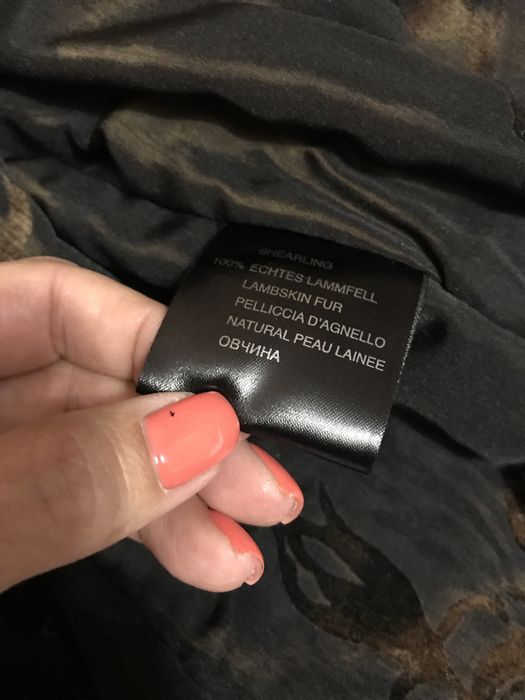 SHEARLING
100% ECHTES LAMMFELL
LAMBSKIN FUR
PELLICCIA D'AGNELLO
NATURAL PEAU LAINEE
ОВЧИНА